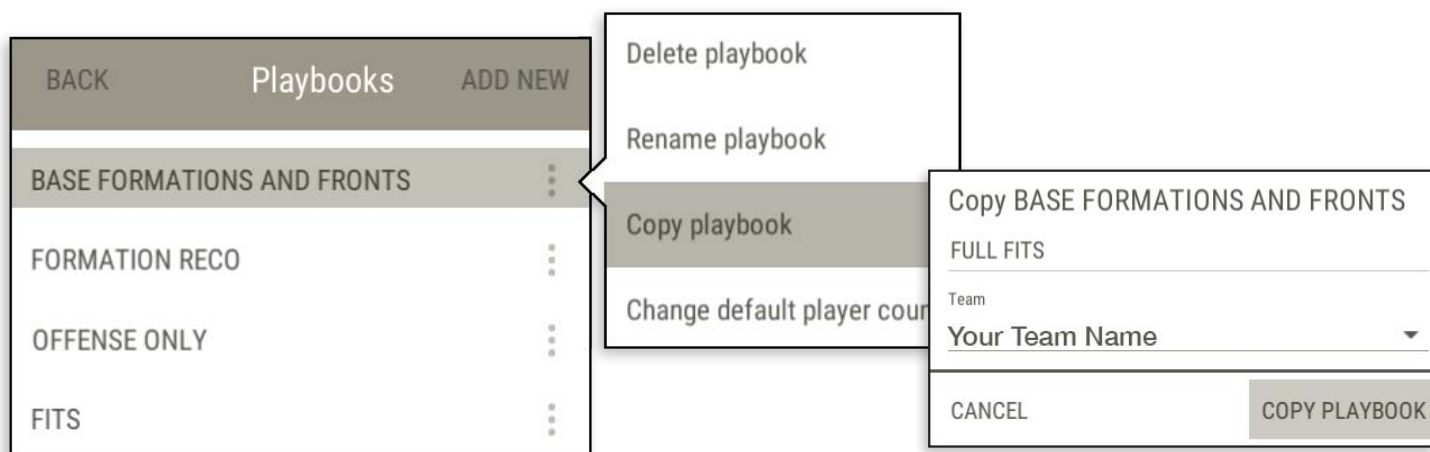 BACK Playbooks ADD NEW
BASE FORMATIONS AND FRONTS
FORMATION RECO
OFFENSE ONLY
FITS
Delete playbook
Rename playbook
Copy playbook
Change default player cour
Copy BASE FORMATIONS AND FRONTS
FULL FITS
Team
Your Team Name
CANCEL COPY PLAYBOOK